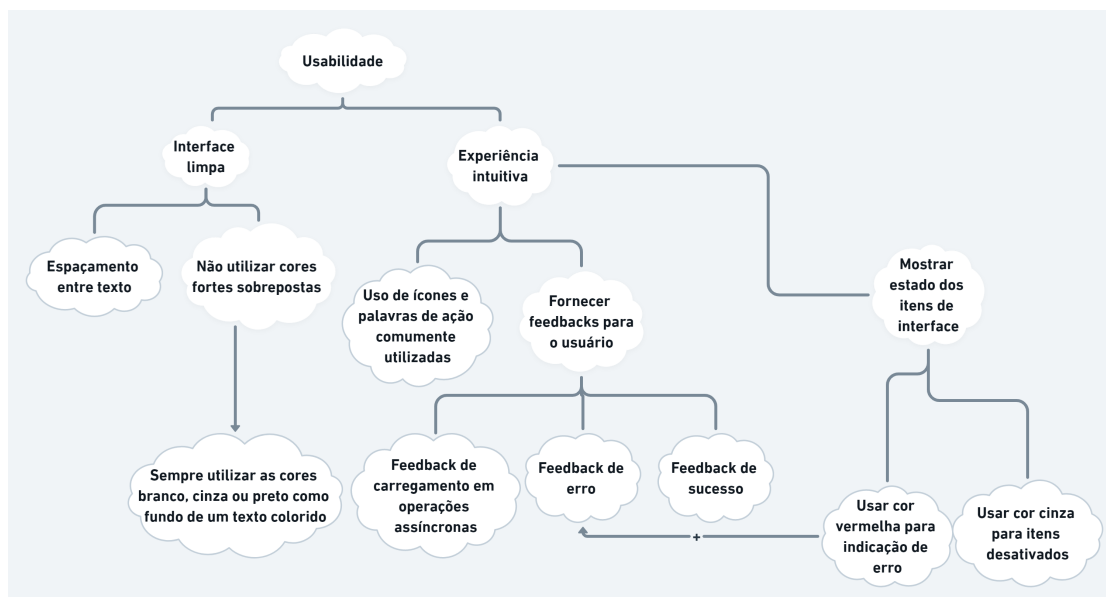 Usabilidade
Interface
limpa
Experiência
intuitiva
Espaçamento
entre texto
Não utilizar cores
fortes sobrepostas
Uso de ícones e
palavras de ação
comumente
utilizadas
Fornecer
feedbacks para
o usuário
Mostrar
estado dos
itens de
interface
Sempre utilizar as cores
branco, cinza ou preto como
fundo de um texto colorido
Feedback de
carregamento em
operações
assíncronas
Feedback de
erro
Feedback de
sucesso
+
Usar cor
vermelha para
indicação de
erro
Usar cor cinza
para itens
desativados